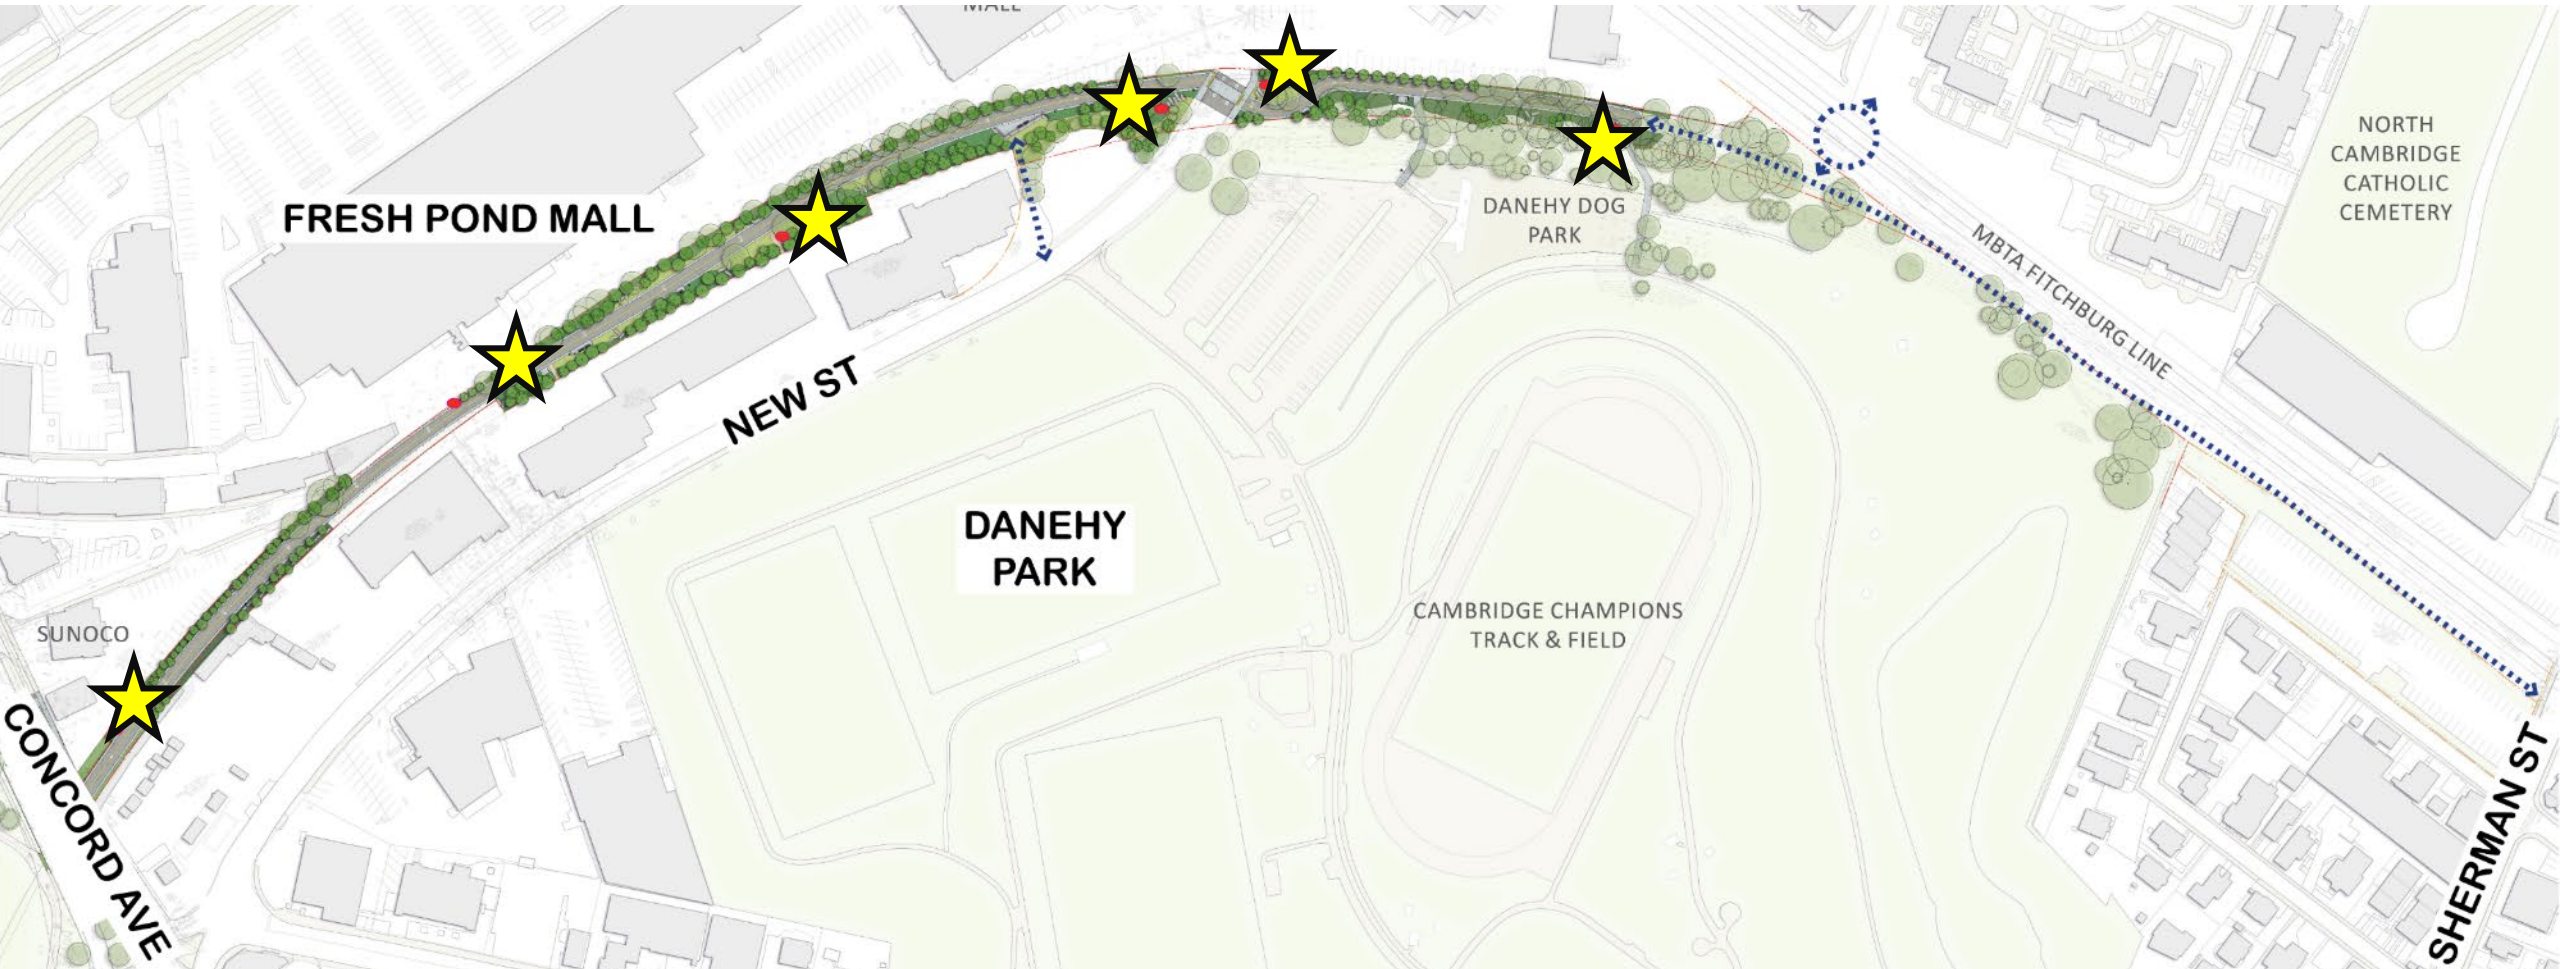 MALL
FRESH POND MALL
NORTH
CAMBRIDGE
CATHOLIC
CEMETERY
DANEHY DOG
PARK
MBTA FITCHBURG LINE
NEW ST
DANEHY
PARK
CAMBRIDGE CHAMPIONS
TRACK & FIELD
SUNOCO
CONCORD AVE
SHERMAN ST